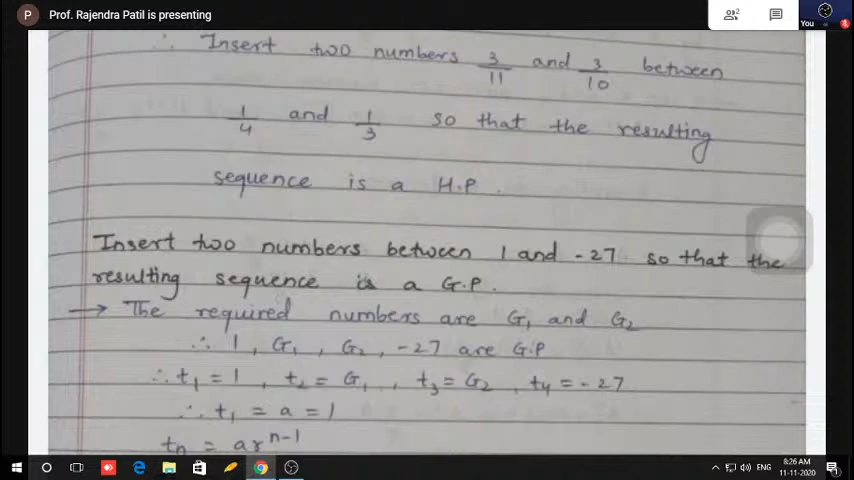 P Prof. Rajendra Patil is presenting
2
You
∴ Insert two numbers 3/11 and 3/10 between
1/4 and 1/3 so that the resulting
sequence is a H.P.
Insert two numbers between 1 and -27 so that the
resulting sequence is a G.P.
→ The required numbers are G₁ and G₂
∴ 1, G₁, G₂, -27 are G.P
∴ t₁ = 1, t₂ = G₁, t₃ = G₂, t₄ = -27
∴ t₁ = a = 1
tₙ = arⁿ⁻¹
ENG
8:26 AM
11-11-2020
1